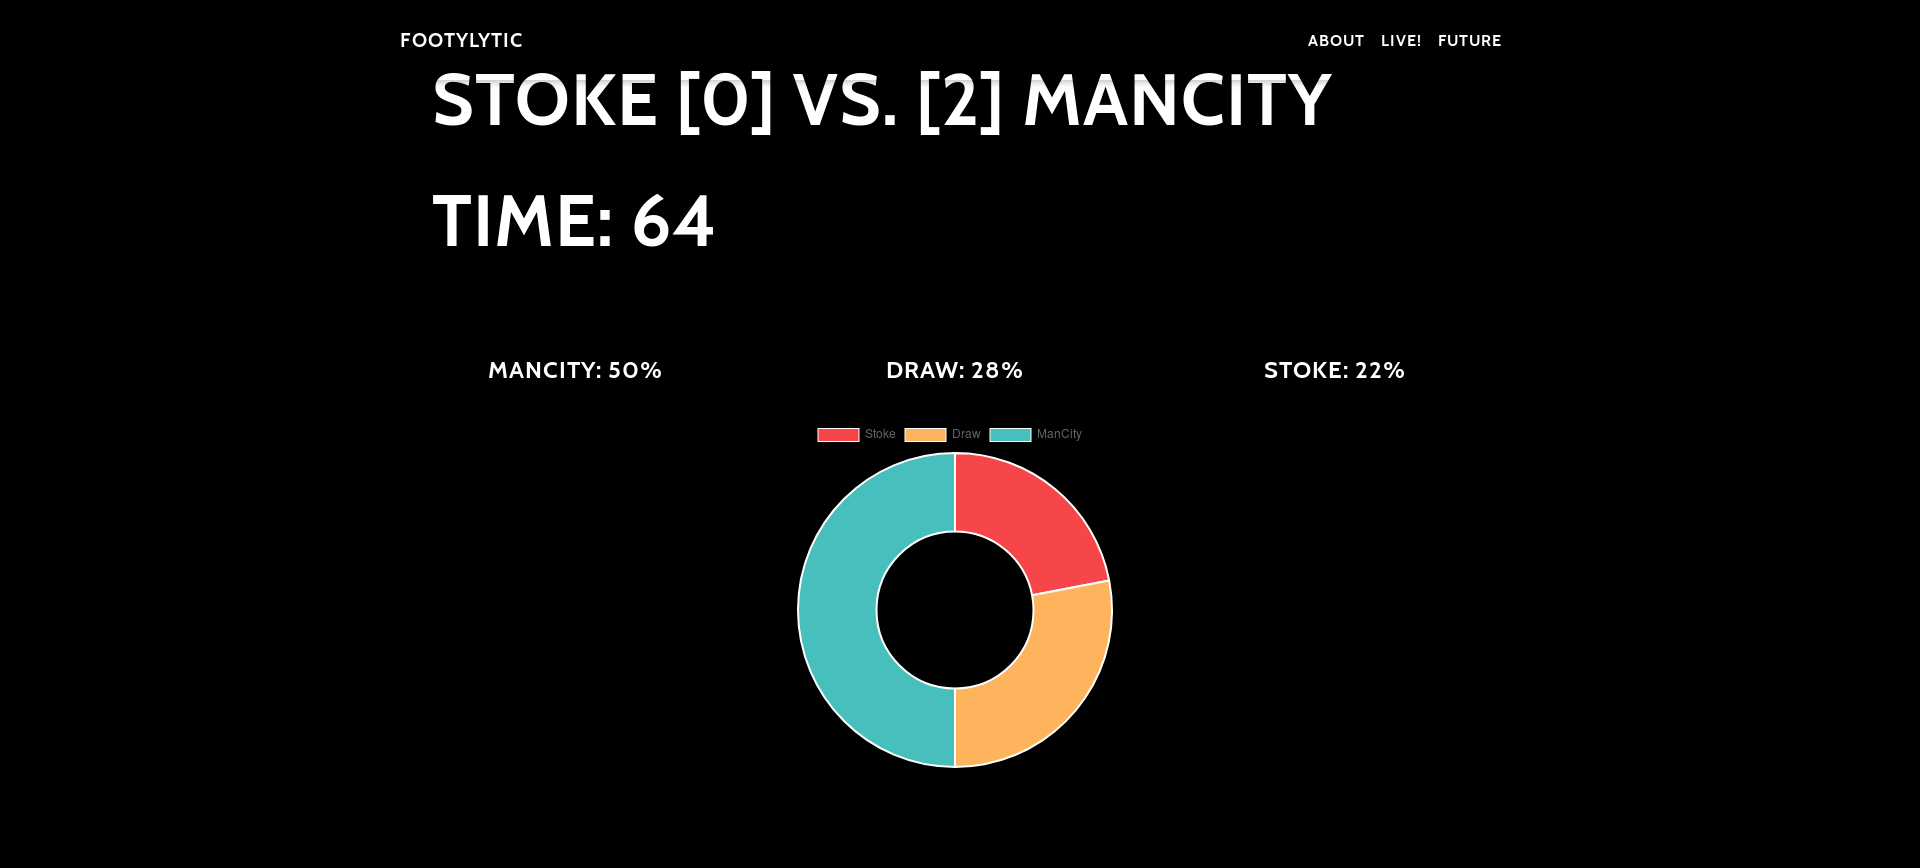 FOOTYLYTIC
ABOUT LIVE! FUTURE
STOKE [0] VS. [2] MANCITY
TIME: 64
MANCITY: 50% DRAW: 28% STOKE: 22%
Stoke Draw ManCity